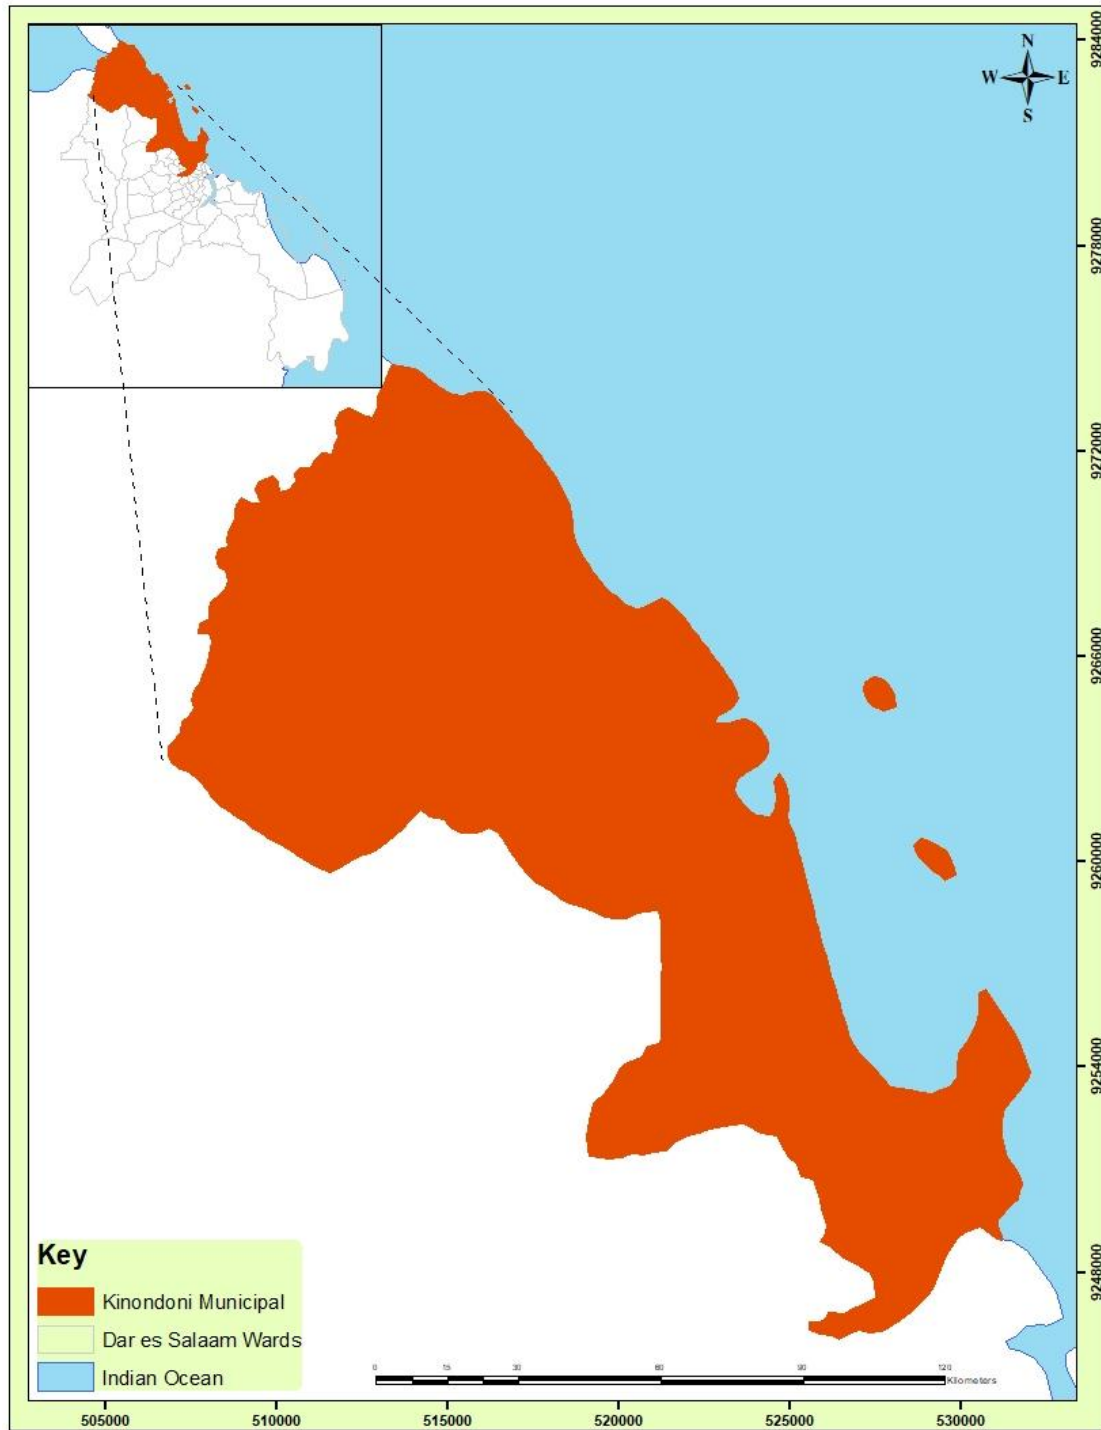 N
W E
S
9284000
9278000
9272000
9266000
9260000
9254000
9248000
Key
Kinondoni Municipal
Dar es Salaam Wards
Indian Ocean
0 15 30 60 90 120
Kilometers
505000 510000 515000 520000 525000 530000